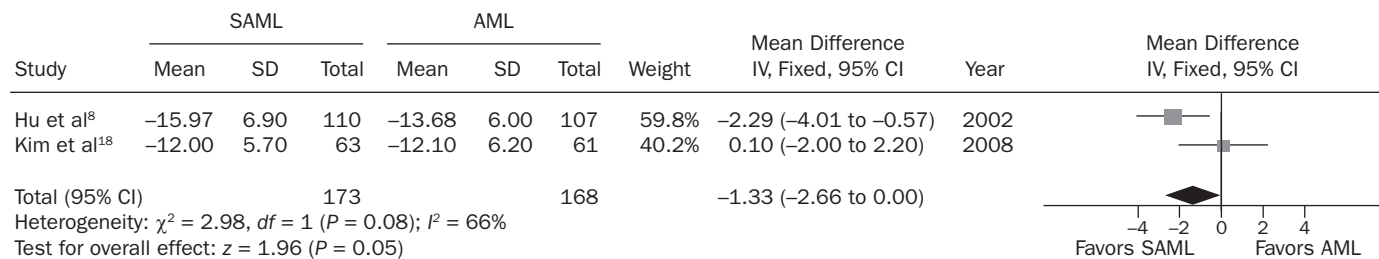 SAML AML
Mean Difference Mean Difference
Study Mean SD Total Mean SD Total Weight IV, Fixed, 95% CI Year IV, Fixed, 95% CI
Hu et al⁸ –15.97 6.90 110 –13.68 6.00 107 59.8% –2.29 (–4.01 to –0.57) 2002
Kim et al¹⁸ –12.00 5.70 63 –12.10 6.20 61 40.2% 0.10 (–2.00 to 2.20) 2008
Total (95% CI) 173 168 –1.33 (–2.66 to 0.00)
Heterogeneity: χ² = 2.98, df = 1 (P = 0.08); I² = 66%
Test for overall effect: z = 1.96 (P = 0.05)
–4 –2 0 2 4
Favors SAML Favors AML